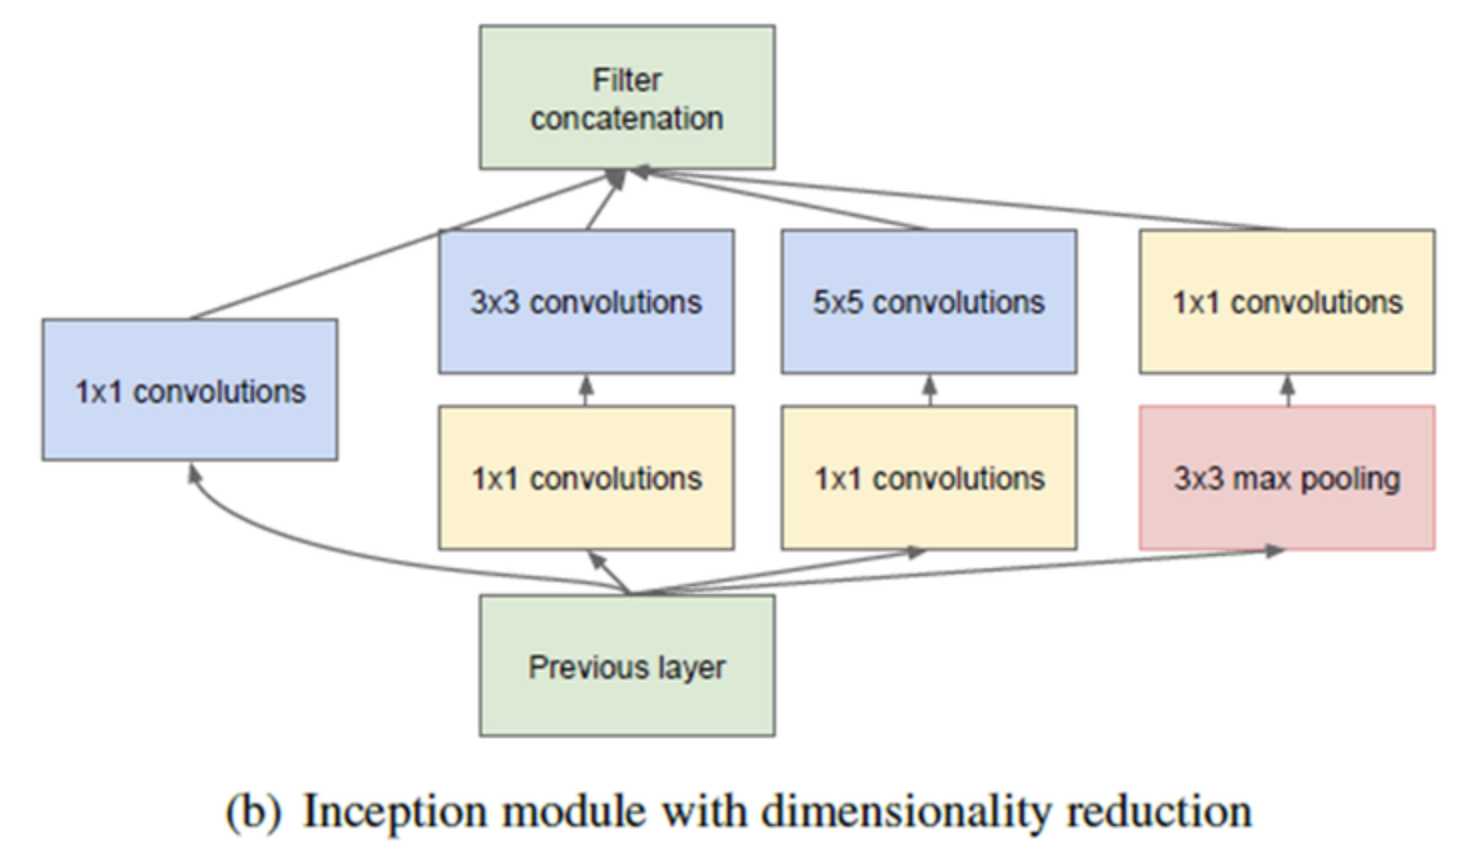 Filter
concatenation
3x3 convolutions
5x5 convolutions
1x1 convolutions
1x1 convolutions
1x1 convolutions
1x1 convolutions
3x3 max pooling
Previous layer
(b) Inception module with dimensionality reduction